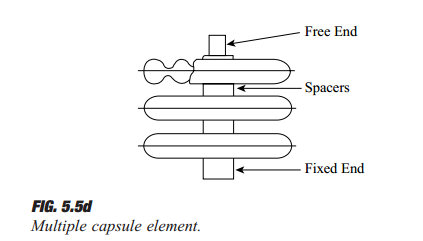 Free End
Spacers
Fixed End
FIG. 5.5d
Multiple capsule element.